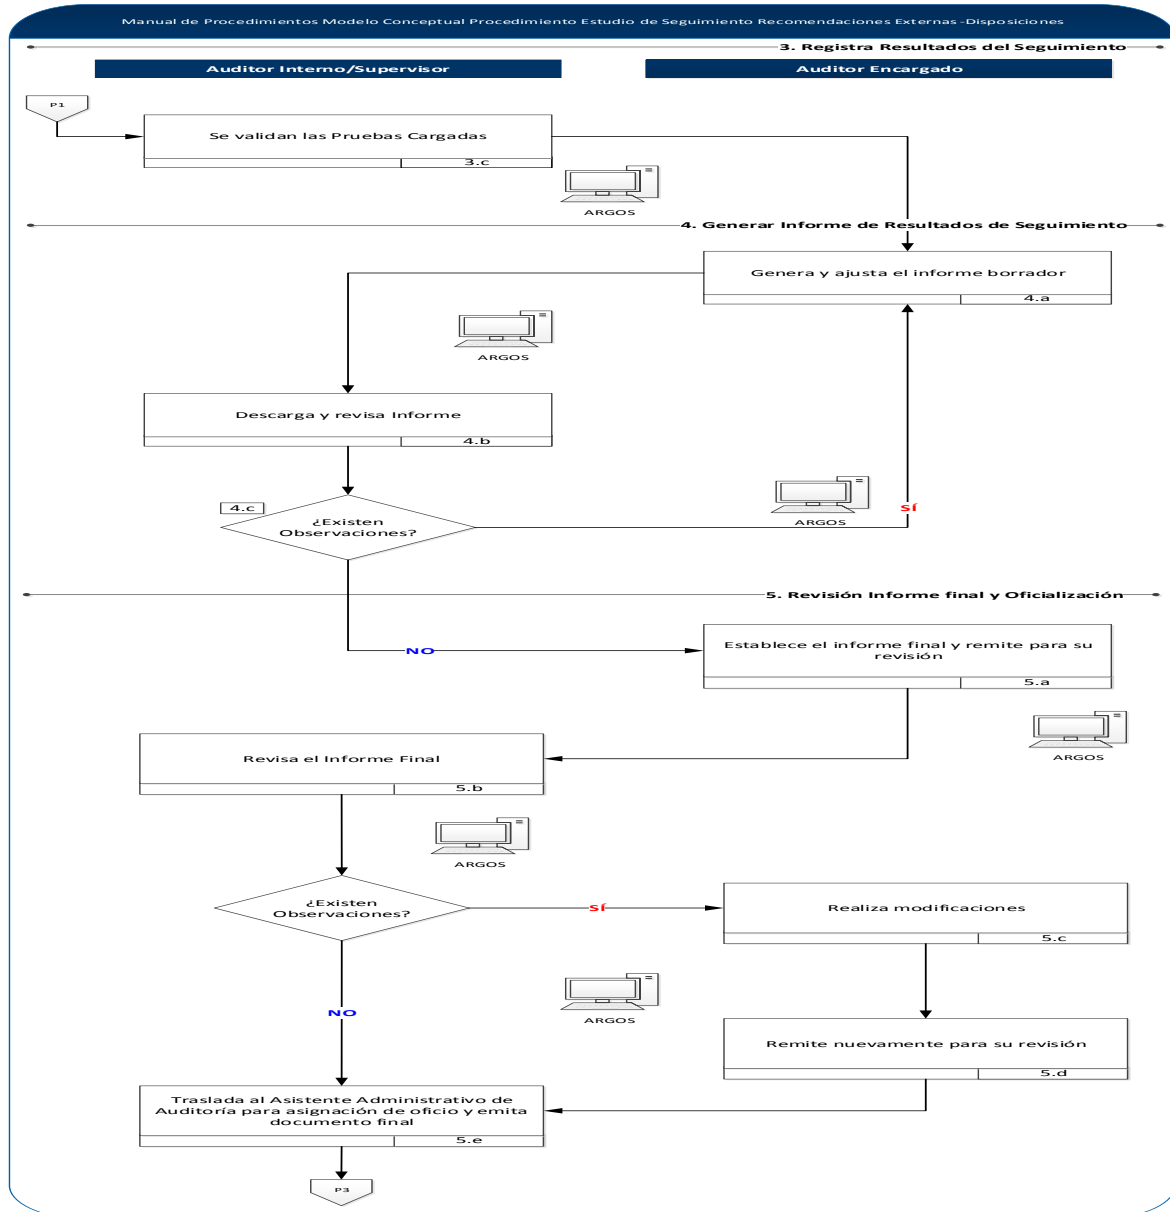 Manual de Procedimientos Modelo Conceptual Procedimiento Estudio de Seguimiento Recomendaciones Externas -Disposiciones
3. Registra Resultados del Seguimiento
Auditor Interno/Supervisor
Auditor Encargado
P1
Se validan las Pruebas Cargadas
3.c
ARGOS
4. Generar Informe de Resultados de Seguimiento
Genera y ajusta el informe borrador
4.a
ARGOS
Descarga y revisa Informe
4.b
4.c
¿Existen
Observaciones?
ARGOS
SÍ
5. Revisión Informe final y Oficialización
NO
Establece el informe final y remite para su
revisión
5.a
ARGOS
Revisa el Informe Final
5.b
ARGOS
¿Existen
Observaciones?
SÍ
Realiza modificaciones
5.c
ARGOS
NO
Remite nuevamente para su revisión
5.d
Traslada al Asistente Administrativo de
Auditoría para asignación de oficio y emita
documento final
5.e
P3